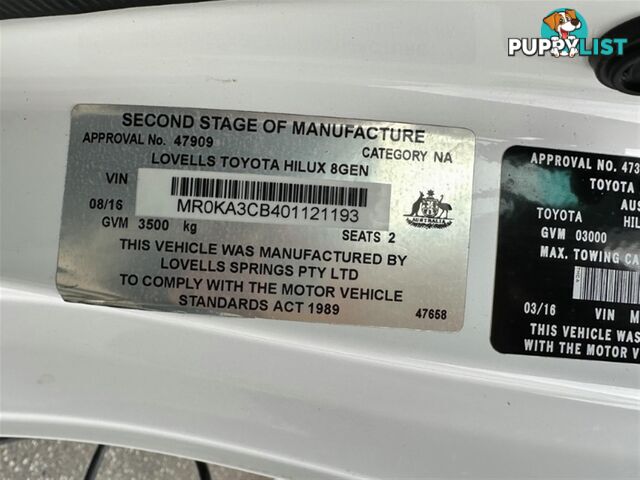 PUPPYLIST
SECOND STAGE OF MANUFACTURE
APPROVAL No. 47909 CATEGORY NA
LOVELLS TOYOTA HILUX 8GEN
VIN
08/16 MR0KA3CB401121193
GVM 3500 kg SEATS 2
AUSTRALIA
THIS VEHICLE WAS MANUFACTURED BY
LOVELLS SPRINGS PTY LTD
TO COMPLY WITH THE MOTOR VEHICLE
STANDARDS ACT 1989
47658
APPROVAL No. 473
TOYOTA
AUS
TOYOTA HIL
GVM 03000
MAX. TOWING CA
03/16 VIN M
THIS VEHICLE WAS
WITH THE MOTOR V